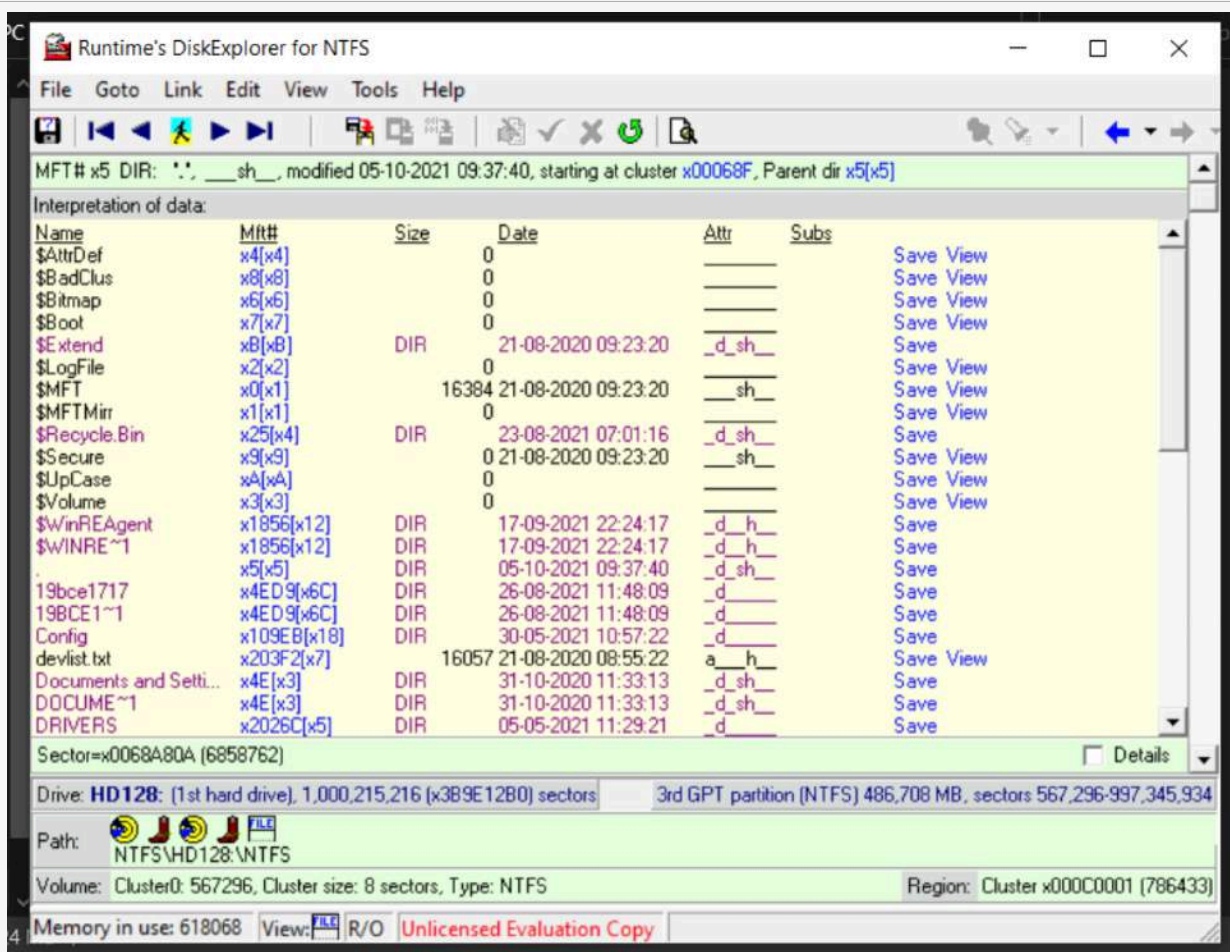 PC
Runtime's DiskExplorer for NTFS
File Goto Link Edit View Tools Help
MFT# x5 DIR: '.', ___sh__, modified 05-10-2021 09:37:40, starting at cluster x00068F, Parent dir x5[x5]
Interpretation of data:
Name Mft# Size Date Attr Subs
$AttrDef x4[x4] 0 _______ Save View
$BadClus x8[x8] 0 _______ Save View
$Bitmap x6[x6] 0 _______ Save View
$Boot x7[x7] 0 _______ Save View
$Extend xB[xB] DIR 21-08-2020 09:23:20 _d_sh__ Save
$LogFile x2[x2] 0 _______ Save View
$MFT x0[x1] 16384 21-08-2020 09:23:20 ___sh__ Save View
$MFTMirr x1[x1] 0 _______ Save View
$Recycle.Bin x25[x4] DIR 23-08-2021 07:01:16 _d_sh__ Save
$Secure x9[x9] 0 21-08-2020 09:23:20 ___sh__ Save View
$UpCase xA[xA] 0 _______ Save View
$Volume x3[x3] 0 _______ Save View
$WinREAgent x1856[x12] DIR 17-09-2021 22:24:17 _d__h__ Save
$WINRE~1 x1856[x12] DIR 17-09-2021 22:24:17 _d__h__ Save
. x5[x5] DIR 05-10-2021 09:37:40 _d_sh__ Save
19bce1717 x4ED9[x6C] DIR 26-08-2021 11:48:09 _d_____ Save
19BCE1~1 x4ED9[x6C] DIR 26-08-2021 11:48:09 _d_____ Save
Config x109EB[x18] DIR 30-05-2021 10:57:22 _d_____ Save
devlist.txt x203F2[x7] 16057 21-08-2020 08:55:22 a___h__ Save View
Documents and Setti... x4E[x3] DIR 31-10-2020 11:33:13 _d_sh__ Save
DOCUME~1 x4E[x3] DIR 31-10-2020 11:33:13 _d_sh__ Save
DRIVERS x2026C[x5] DIR 05-05-2021 11:29:21 _d_____ Save
Sector=x0068A80A (6858762) Details
Drive: HD128: (1st hard drive), 1,000,215,216 (x3B9E12B0) sectors 3rd GPT partition (NTFS) 486,708 MB, sectors 567,296-997,345,934
FILE
Path: NTFS\HD128:\NTFS
Volume: Cluster0: 567296, Cluster size: 8 sectors, Type: NTFS Region: Cluster x000C0001 (786433)
Memory in use: 618068 View: FILE R/O Unlicensed Evaluation Copy